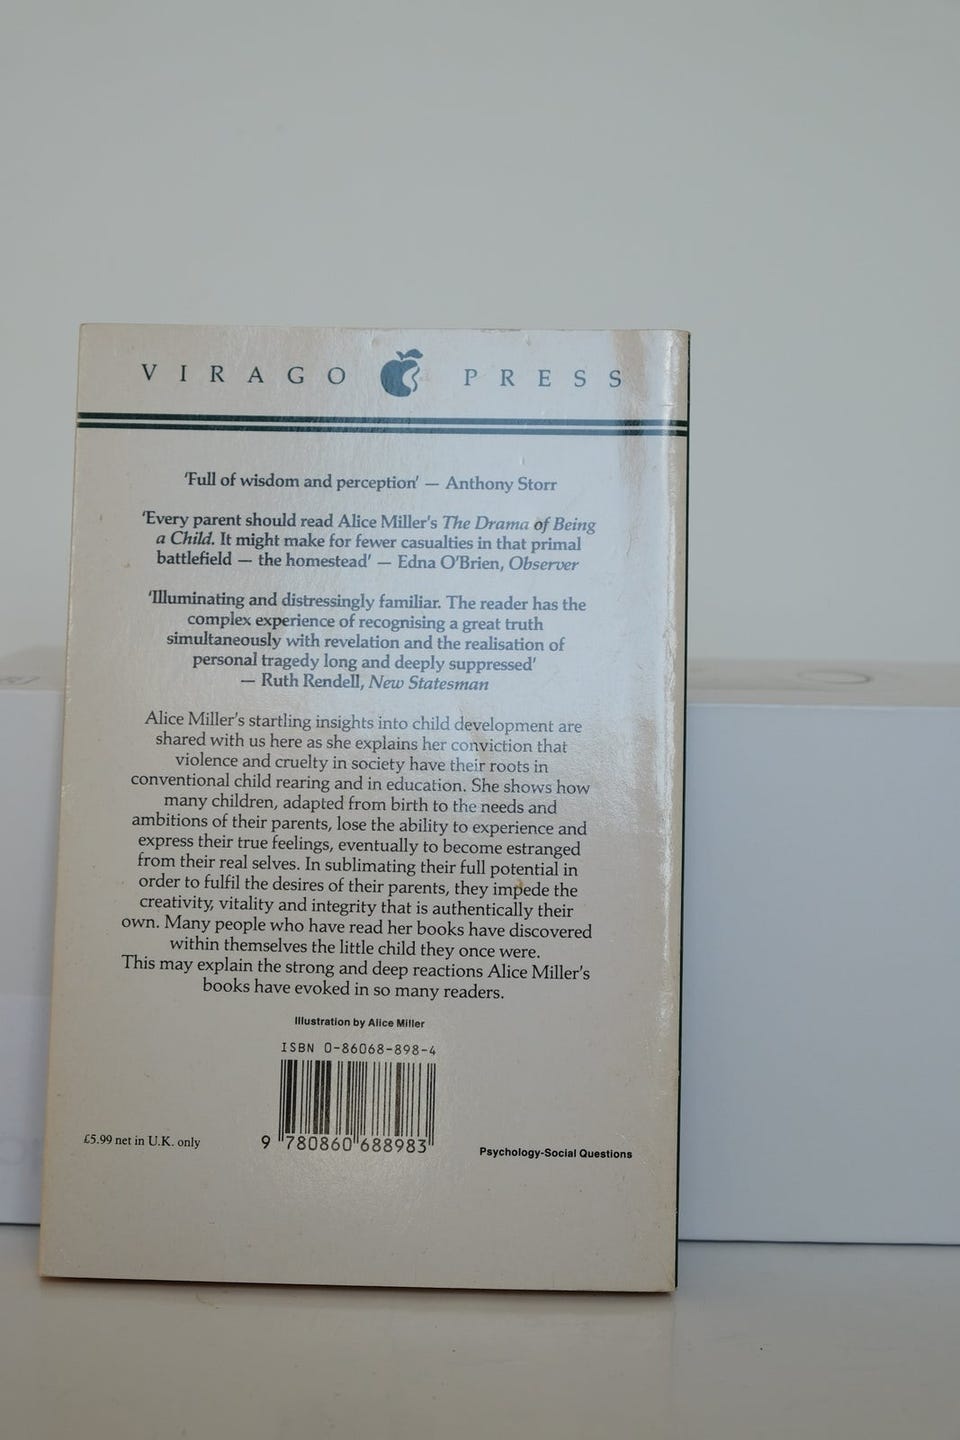 VIRAGO PRESS
'Full of wisdom and perception' — Anthony Storr
'Every parent should read Alice Miller's The Drama of Being
a Child. It might make for fewer casualties in that primal
battlefield — the homestead' — Edna O'Brien, Observer
'Illuminating and distressingly familiar. The reader has the
complex experience of recognising a great truth
simultaneously with revelation and the realisation of
personal tragedy long and deeply suppressed'
— Ruth Rendell, New Statesman
Alice Miller's startling insights into child development are
shared with us here as she explains her conviction that
violence and cruelty in society have their roots in
conventional child rearing and in education. She shows how
many children, adapted from birth to the needs and
ambitions of their parents, lose the ability to experience and
express their true feelings, eventually to become estranged
from their real selves. In sublimating their full potential in
order to fulfil the desires of their parents, they impede the
creativity, vitality and integrity that is authentically their
own. Many people who have read her books have discovered
within themselves the little child they once were.
This may explain the strong and deep reactions Alice Miller's
books have evoked in so many readers.
Illustration by Alice Miller
ISBN 0-86068-898-4
£5.99 net in U.K. only
9 780860 688983
Psychology-Social Questions